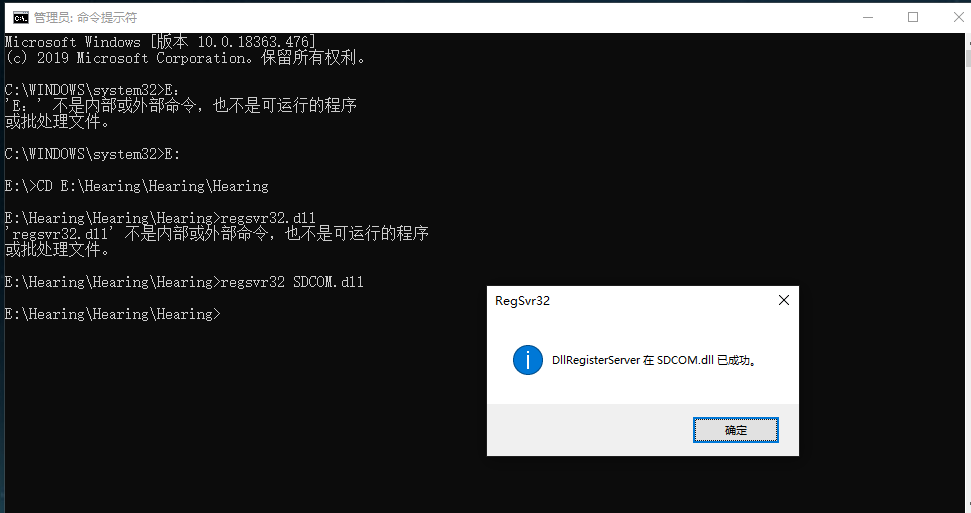 管理员: 命令提示符
Microsoft Windows [版本 10.0.18363.476]
(c) 2019 Microsoft Corporation。保留所有权利。
C:\WINDOWS\system32>E：
'E：' 不是内部或外部命令，也不是可运行的程序
或批处理文件。
C:\WINDOWS\system32>E:
E:\>CD E:\Hearing\Hearing\Hearing
E:\Hearing\Hearing\Hearing>regsvr32.dll
'regsvr32.dll' 不是内部或外部命令，也不是可运行的程序
或批处理文件。
E:\Hearing\Hearing\Hearing>regsvr32 SDCOM.dll
E:\Hearing\Hearing\Hearing>
RegSvr32
DllRegisterServer 在 SDCOM.dll 已成功。
确定